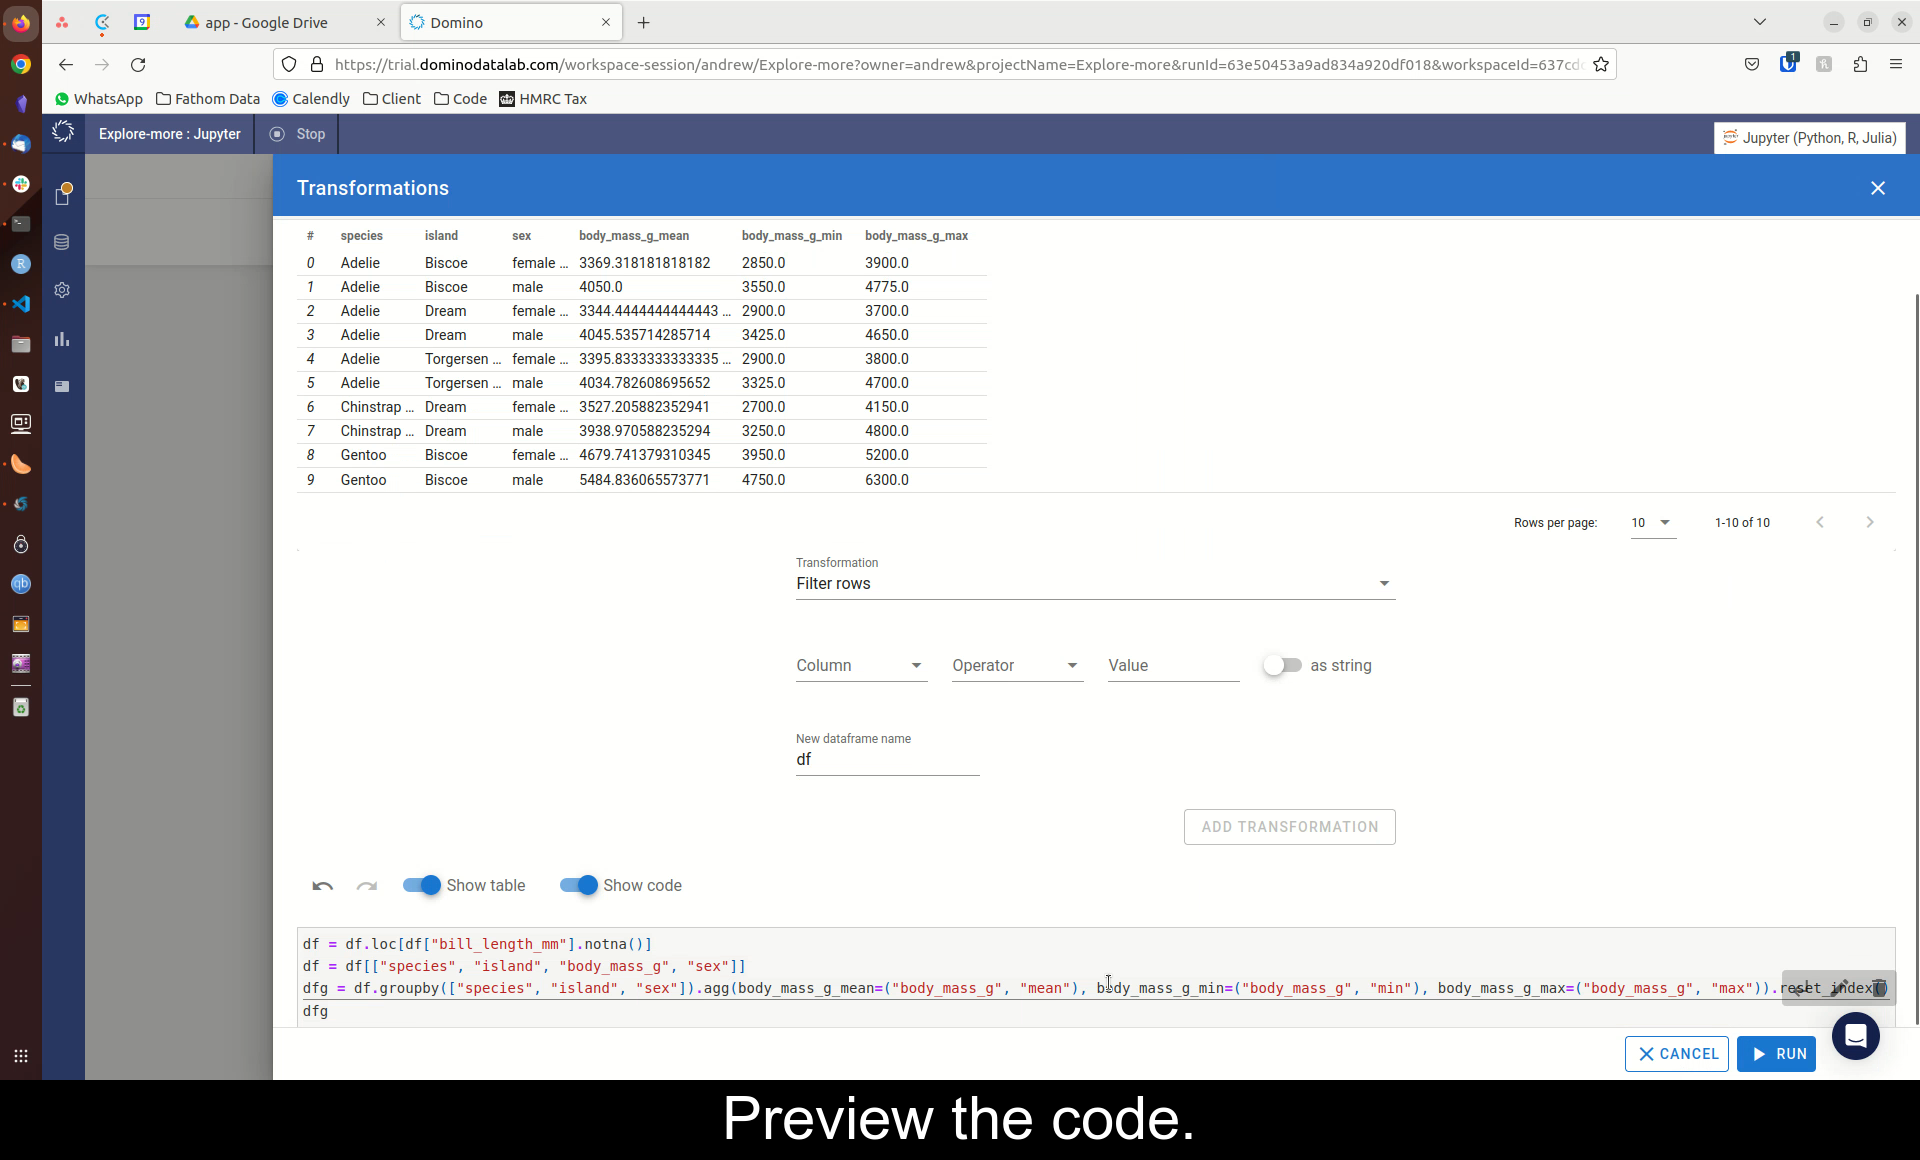 app - Google Drive
Domino
9
https://trial.dominodatalab.com/workspace-session/andrew/Explore-more?owner=andrew&projectName=Explore-more&runId=63e50453a9ad834a920df018&workspaceId=637cd
1
WhatsApp Fathom Data Calendly Client Code HMRC Tax
Explore-more : Jupyter Stop
Jupyter (Python, R, Julia)
Transformations
# species island sex body_mass_g_mean body_mass_g_min body_mass_g_max
0 Adelie Biscoe female ... 3369.318181818182 2850.0 3900.0
1 Adelie Biscoe male 4050.0 3550.0 4775.0
2 Adelie Dream female ... 3344.4444444444443 ... 2900.0 3700.0
3 Adelie Dream male 4045.535714285714 3425.0 4650.0
4 Adelie Torgersen ... female ... 3395.8333333333335 ... 2900.0 3800.0
5 Adelie Torgersen ... male 4034.782608695652 3325.0 4700.0
6 Chinstrap ... Dream female ... 3527.205882352941 2700.0 4150.0
7 Chinstrap ... Dream male 3938.970588235294 3250.0 4800.0
8 Gentoo Biscoe female ... 4679.741379310345 3950.0 5200.0
9 Gentoo Biscoe male 5484.836065573771 4750.0 6300.0
Rows per page: 10 1-10 of 10
Transformation
Filter rows
Column Operator Value as string
New dataframe name
df
ADD TRANSFORMATION
Show table Show code
df = df.loc[df["bill_length_mm"].notna()]
df = df[["species", "island", "body_mass_g", "sex"]]
dfg = df.groupby(["species", "island", "sex"]).agg(body_mass_g_mean=("body_mass_g", "mean"), body_mass_g_min=("body_mass_g", "min"), body_mass_g_max=("body_mass_g", "max")).reset_index()
dfg
CANCEL RUN
R
qb
Preview the code.